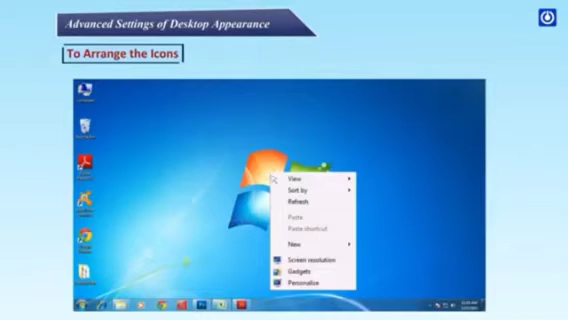 Advanced Settings of Desktop Appearance
To Arrange the Icons
View
Sort by
Refresh
Paste
Paste shortcut
New
Screen resolution
Gadgets
Personalize